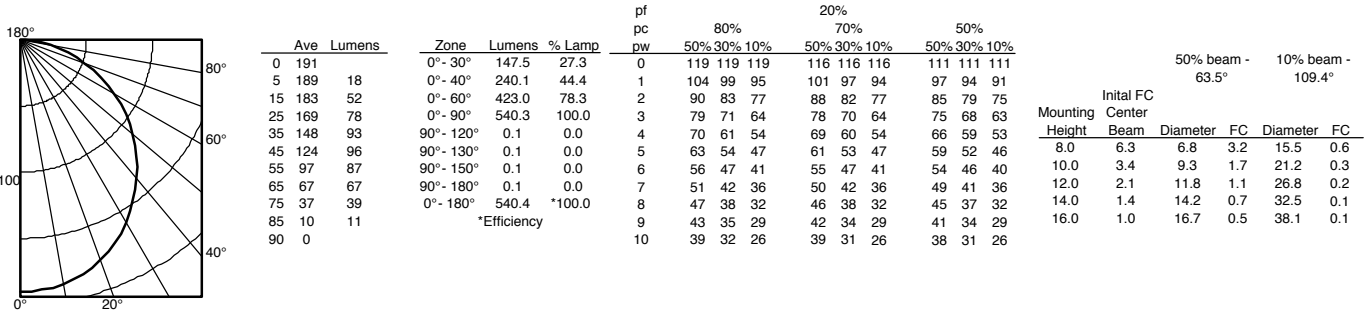 180°
80°
60°
100
40°
0° 20°
Ave Lumens
0 191
5 189 18
15 183 52
25 169 78
35 148 93
45 124 96
55 97 87
65 67 67
75 37 39
85 10 11
90 0
Zone Lumens % Lamp
0°- 30° 147.5 27.3
0°- 40° 240.1 44.4
0°- 60° 423.0 78.3
0°- 90° 540.3 100.0
90°- 120° 0.1 0.0
90°- 130° 0.1 0.0
90°- 150° 0.1 0.0
90°- 180° 0.1 0.0
0°- 180° 540.4 *100.0
*Efficiency
pf 20%
pc 80% 70% 50%
pw 50% 30% 10% 50% 30% 10% 50% 30% 10%
0 119 119 119 116 116 116 111 111 111
1 104 99 95 101 97 94 97 94 91
2 90 83 77 88 82 77 85 79 75
3 79 71 64 78 70 64 75 68 63
4 70 61 54 69 60 54 66 59 53
5 63 54 47 61 53 47 59 52 46
6 56 47 41 55 47 41 54 46 40
7 51 42 36 50 42 36 49 41 36
8 47 38 32 46 38 32 45 37 32
9 43 35 29 42 34 29 41 34 29
10 39 32 26 39 31 26 38 31 26
50% beam - 10% beam -
63.5° 109.4°
Inital FC
Mounting Center
Height Beam Diameter FC Diameter FC
8.0 6.3 6.8 3.2 15.5 0.6
10.0 3.4 9.3 1.7 21.2 0.3
12.0 2.1 11.8 1.1 26.8 0.2
14.0 1.4 14.2 0.7 32.5 0.1
16.0 1.0 16.7 0.5 38.1 0.1